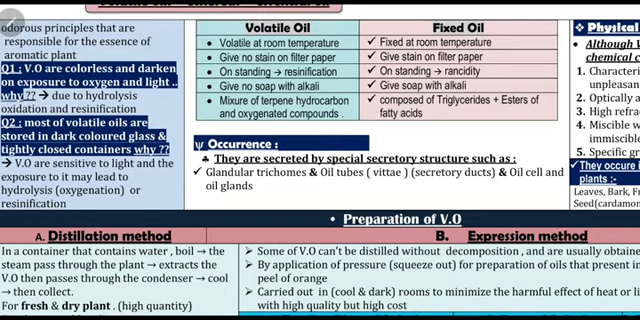 odorous principles that are
responsible for the essence of
aromatic plant
Q1 : V.O are colorless and darken
on exposure to oxygen and light ..
why?? → due to hydrolysis
oxidation and resinification
Q2 : most of volatile oils are
stored in dark coloured glass &
tightly closed containers why ??
→ V.O are sensitive to light and the
exposure to it may lead to
hydrolysis (oxygenation) or
resinification
Volatile Oil
• Volatile at room temperature
• Give no stain on filter paper
• On standing → resinification
• Give no soap with alkali
• Mixture of terpene hydrocarbon
and oxygenated compounds .
Fixed Oil
✓ Fixed at room temperature
✓ Give stain on filter paper
✓ On standing → rancidity
✓ Give soap with alkali
✓ composed of Triglycerides + Esters of
fatty acids
ψ Occurrence :
♣ They are secreted by special secretory structure such as :
✓ Glandular trichomes & Oil tubes ( vittae ) (secretory ducts) & Oil cell and
oil glands
❖ Physical
• Although V
chemical c
1. Characteri
unpleasan
2. Optically a
3. High refra
4. Miscible w
immiscible
5. Specific gr
✓ They occure i
plants :-
Leaves, Bark, Fr
Seed(cardamom
• Preparation of V.O
A. Distillation method
In a container that contains water , boil → the
steam pass through the plant → extracts the
V.O then passes through the condenser → cool
→ then collect.
For fresh & dry plant . (high quantity)
B. Expression method
➢ Some of V.O can't be distilled without decomposition , and are usually obtaine
➢ By application of pressure (squeeze out) for preparation of oils that present in
peel of orange
➢ Carried out in (cool & dark) rooms to minimize the harmful effect of heat or li
with high quality but high cost